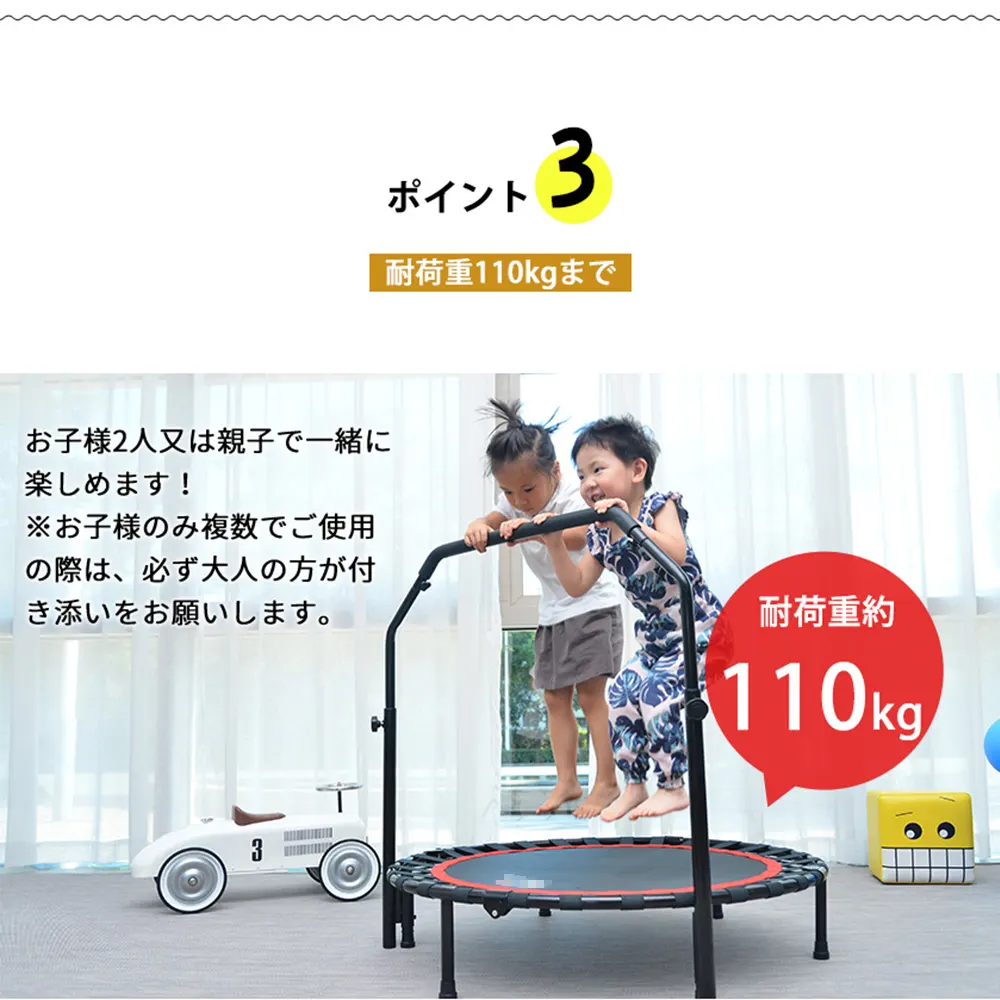 ポイント3
耐荷重110kgまで
お子様2人又は親子で一緒に
楽しめます！
※お子様のみ複数でご使用
の際は、必ず大人の方が付
き添いをお願いします。
耐荷重約
110kg
3